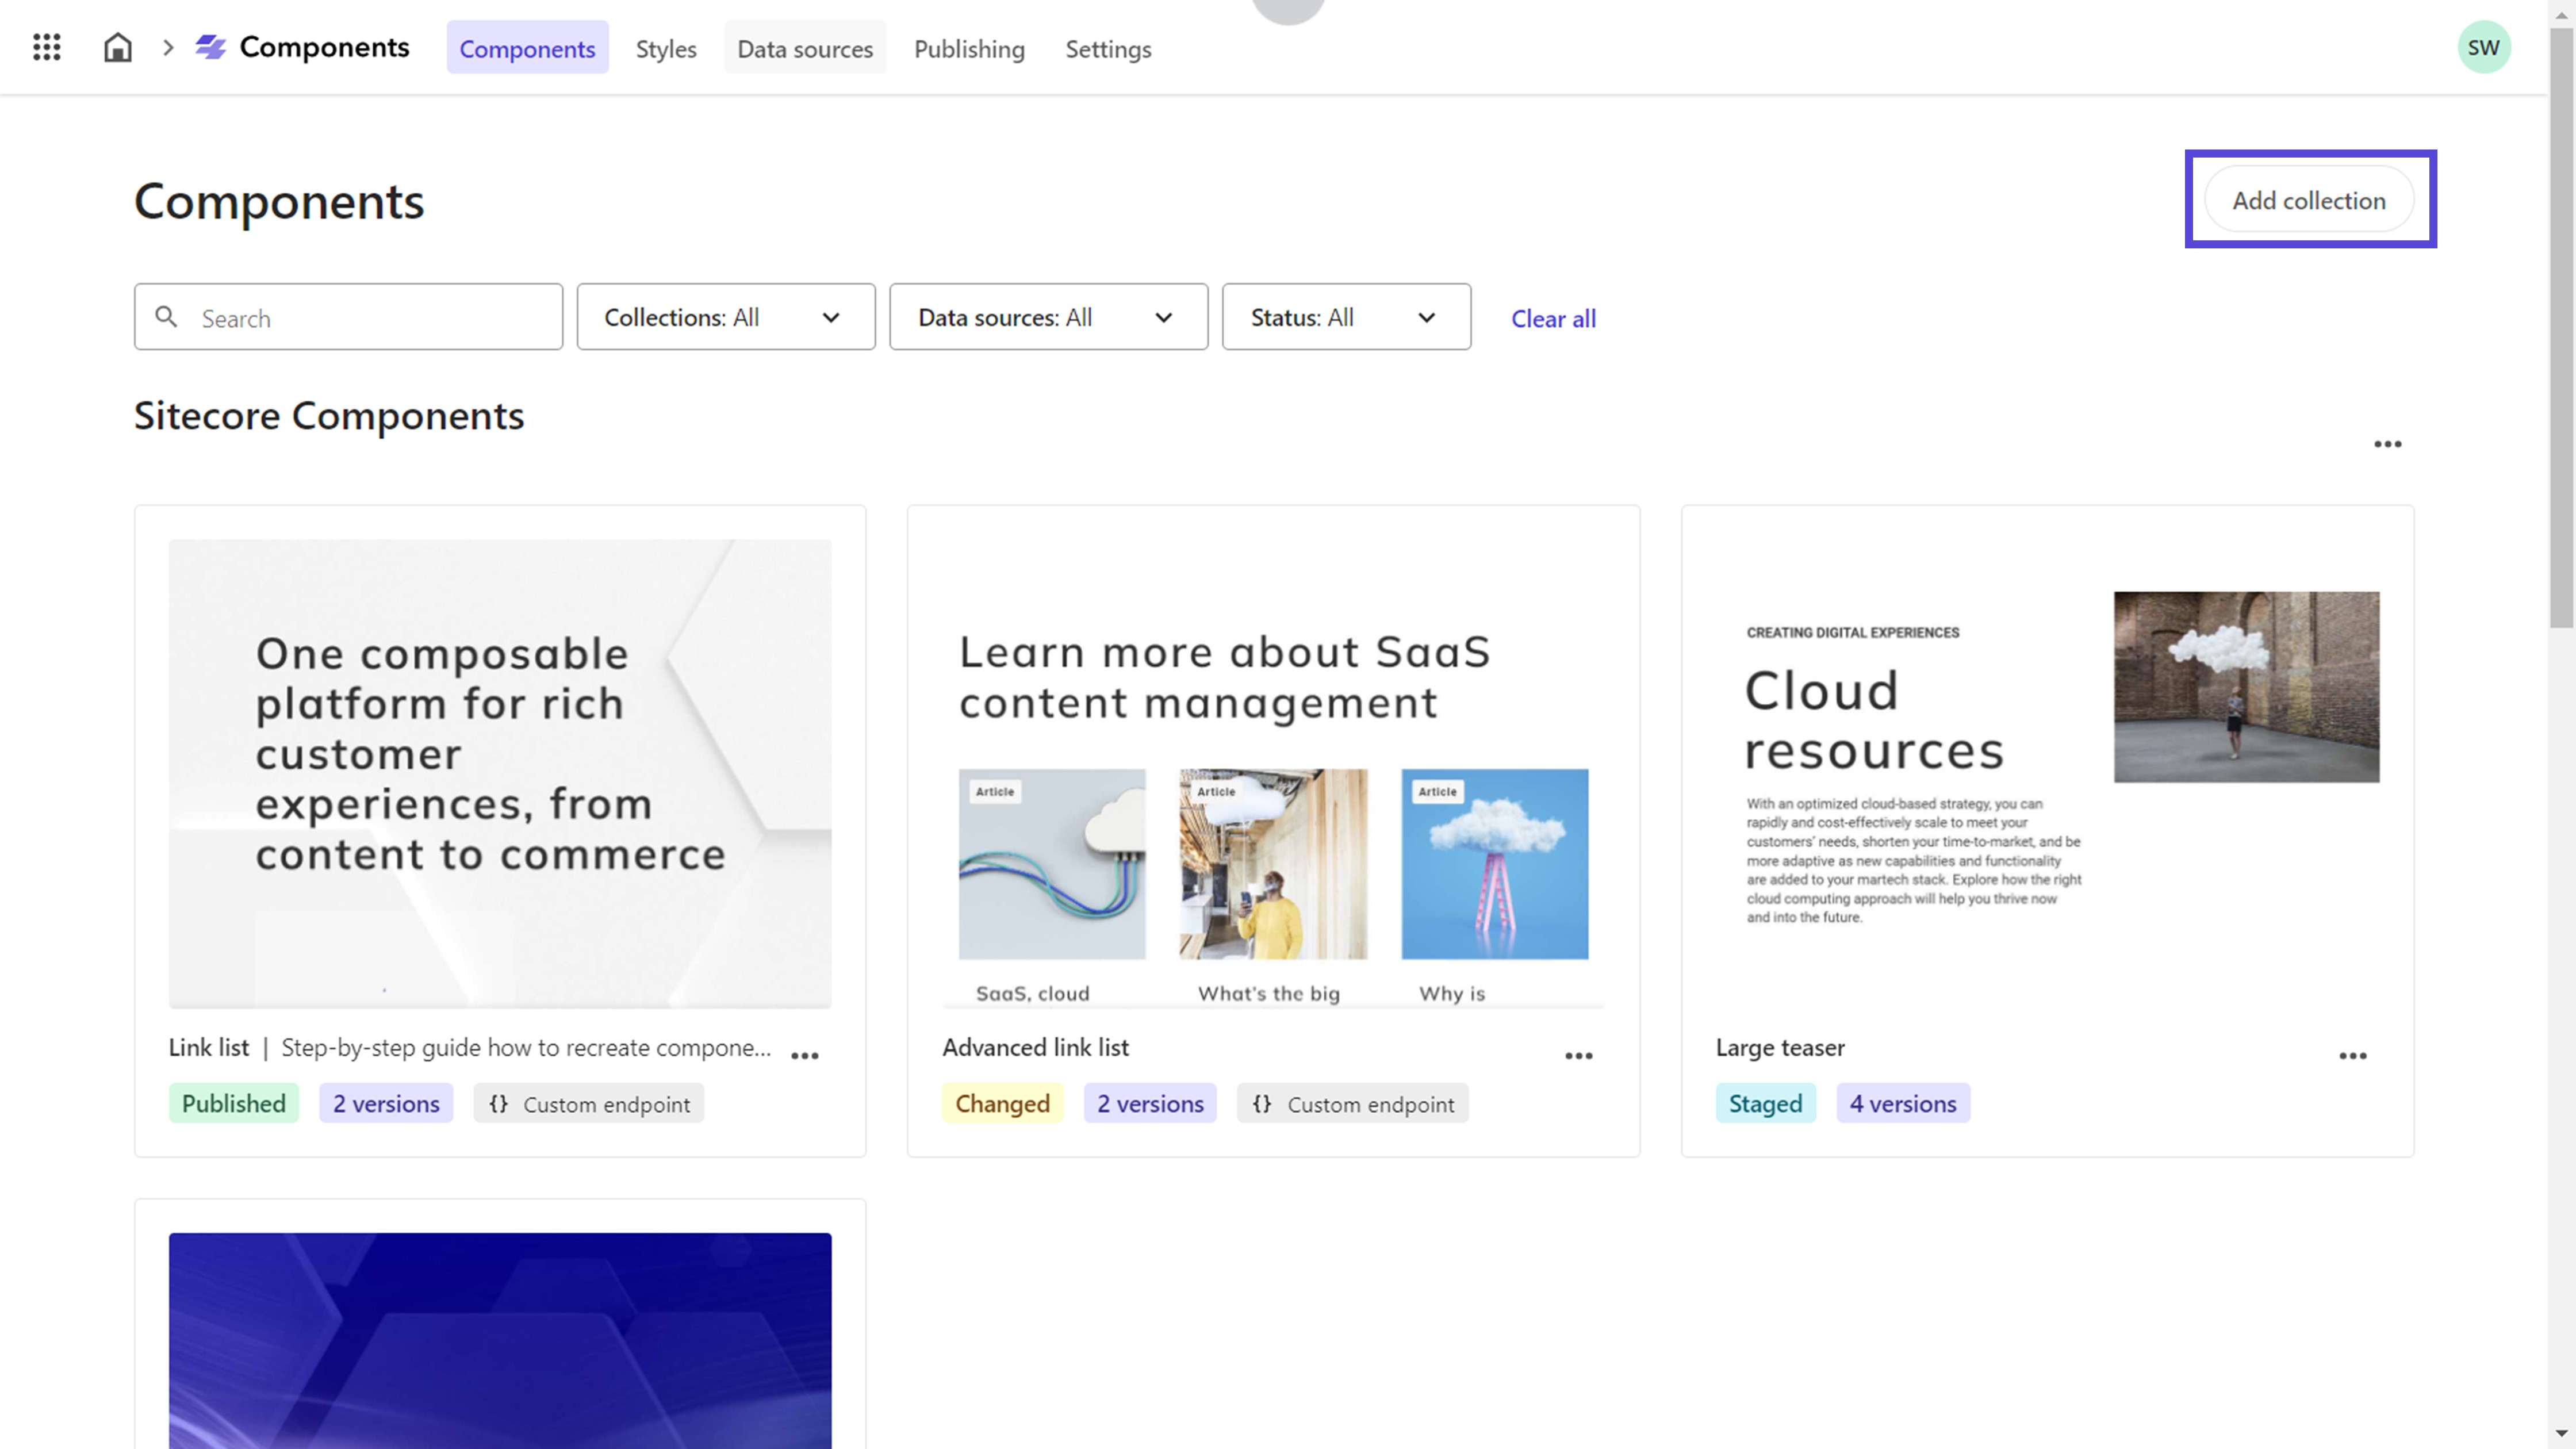 Components
Components
Styles
Data sources
Publishing
Settings
SW
Components
Add collection
Search
Collections: All
Data sources: All
Status: All
Clear all
Sitecore Components
One composable
platform for rich
customer
experiences, from
content to commerce
Link list | Step-by-step guide how to recreate compone...
Published
2 versions
{} Custom endpoint
Learn more about SaaS
content management
Article
Article
Article
SaaS, cloud
What's the big
Why is
Advanced link list
Changed
2 versions
{} Custom endpoint
CREATING DIGITAL EXPERIENCES
Cloud
resources
With an optimized cloud-based strategy, you can
rapidly and cost-effectively scale to meet your
customers' needs, shorten your time-to-market, and be
more adaptive as new capabilities and functionality
are added to your martech stack. Explore how the right
cloud computing approach will help you thrive now
and into the future.
Large teaser
Staged
4 versions